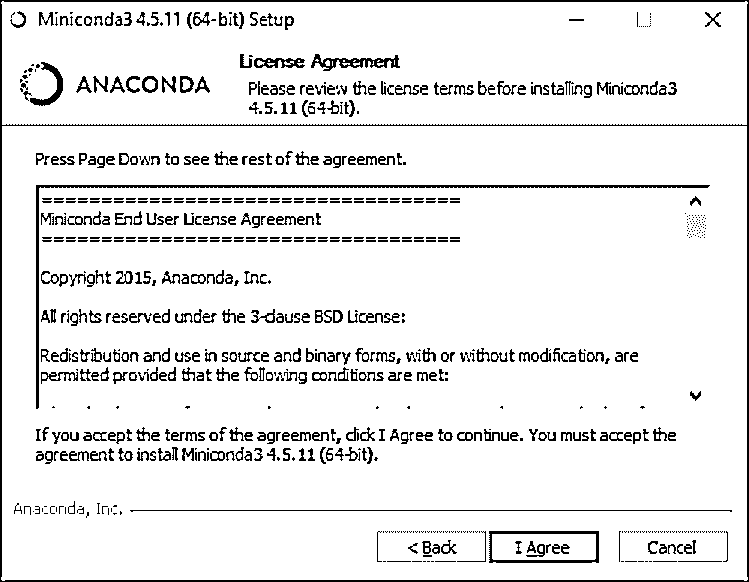 Miniconda3 4.5.11 (64-bit) Setup
License Agreement
ANACONDA
Please review the license terms before installing Miniconda3
4.5.11 (64-bit).
Press Page Down to see the rest of the agreement.
===================================
Miniconda End User License Agreement
===================================
Copyright 2015, Anaconda, Inc.
All rights reserved under the 3-clause BSD License:
Redistribution and use in source and binary forms, with or without modification, are
permitted provided that the following conditions are met:
If you accept the terms of the agreement, click I Agree to continue. You must accept the
agreement to install Miniconda3 4.5.11 (64-bit).
Anaconda, Inc.
< Back
I Agree
Cancel